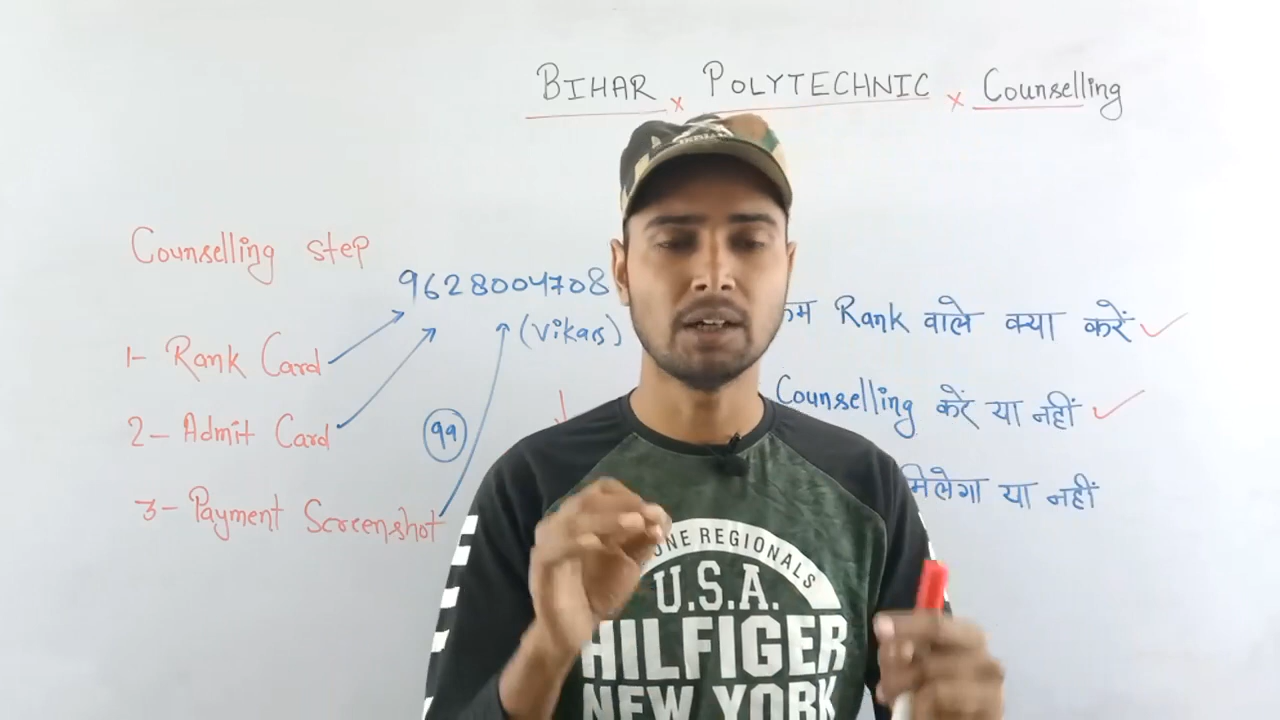 BIHAR x POLYTECHNIC x Counselling
Counselling step
9628004708
(Vikas)
1- Rank Card
2- Admit Card
99
3- Payment Screenshot
Rank वाले क्या करें
Counselling करें या नहीं
मिलेगा या नहीं
REGIONALS
U.S.A.
HILFIGER
NEW YORK